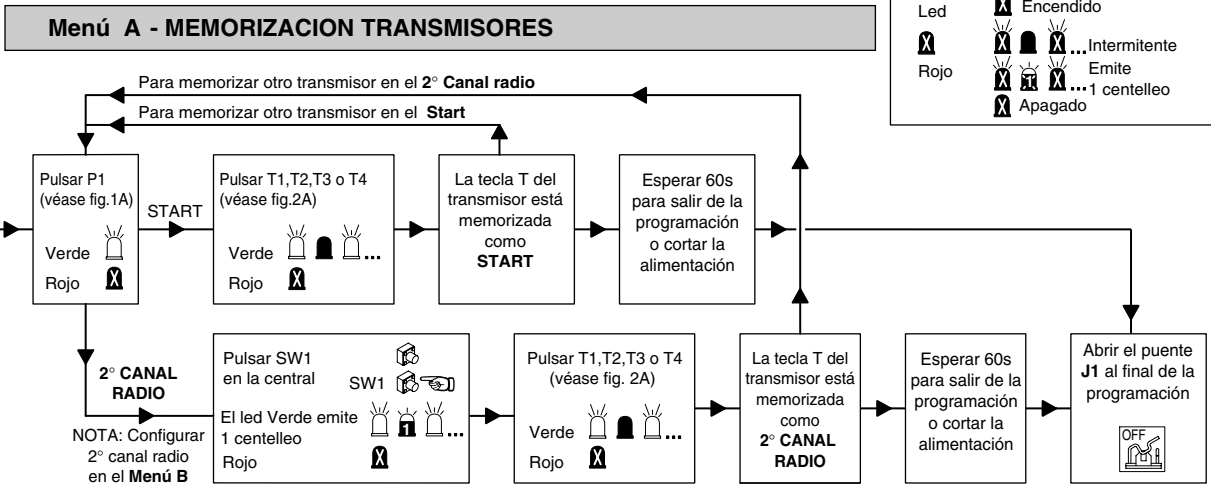 Menú A - MEMORIZACION TRANSMISORES
Led
Rojo
Encendido
...Intermitente
Emite
...1 centelleo
Apagado
Para memorizar otro transmisor en el 2° Canal radio
Para memorizar otro transmisor en el Start
Pulsar P1
(véase fig.1A)
Verde
Rojo
START
Pulsar T1,T2,T3 o T4
(véase fig.2A)
Verde ...
Rojo
La tecla T del
transmisor está
memorizada
como
START
Esperar 60s
para salir de la
programación
o cortar la
alimentación
2° CANAL
RADIO
NOTA: Configurar
2° canal radio
en el Menú B
Pulsar SW1
en la central
SW1
El led Verde emite
1 centelleo
1 ...
Rojo
Pulsar T1,T2,T3 o T4
(véase fig. 2A)
Verde ...
Rojo
La tecla T del
transmisor está
memorizada
como
2° CANAL
RADIO
Esperar 60s
para salir de la
programación
o cortar la
alimentación
Abrir el puente
J1 al final de la
programación
OFF